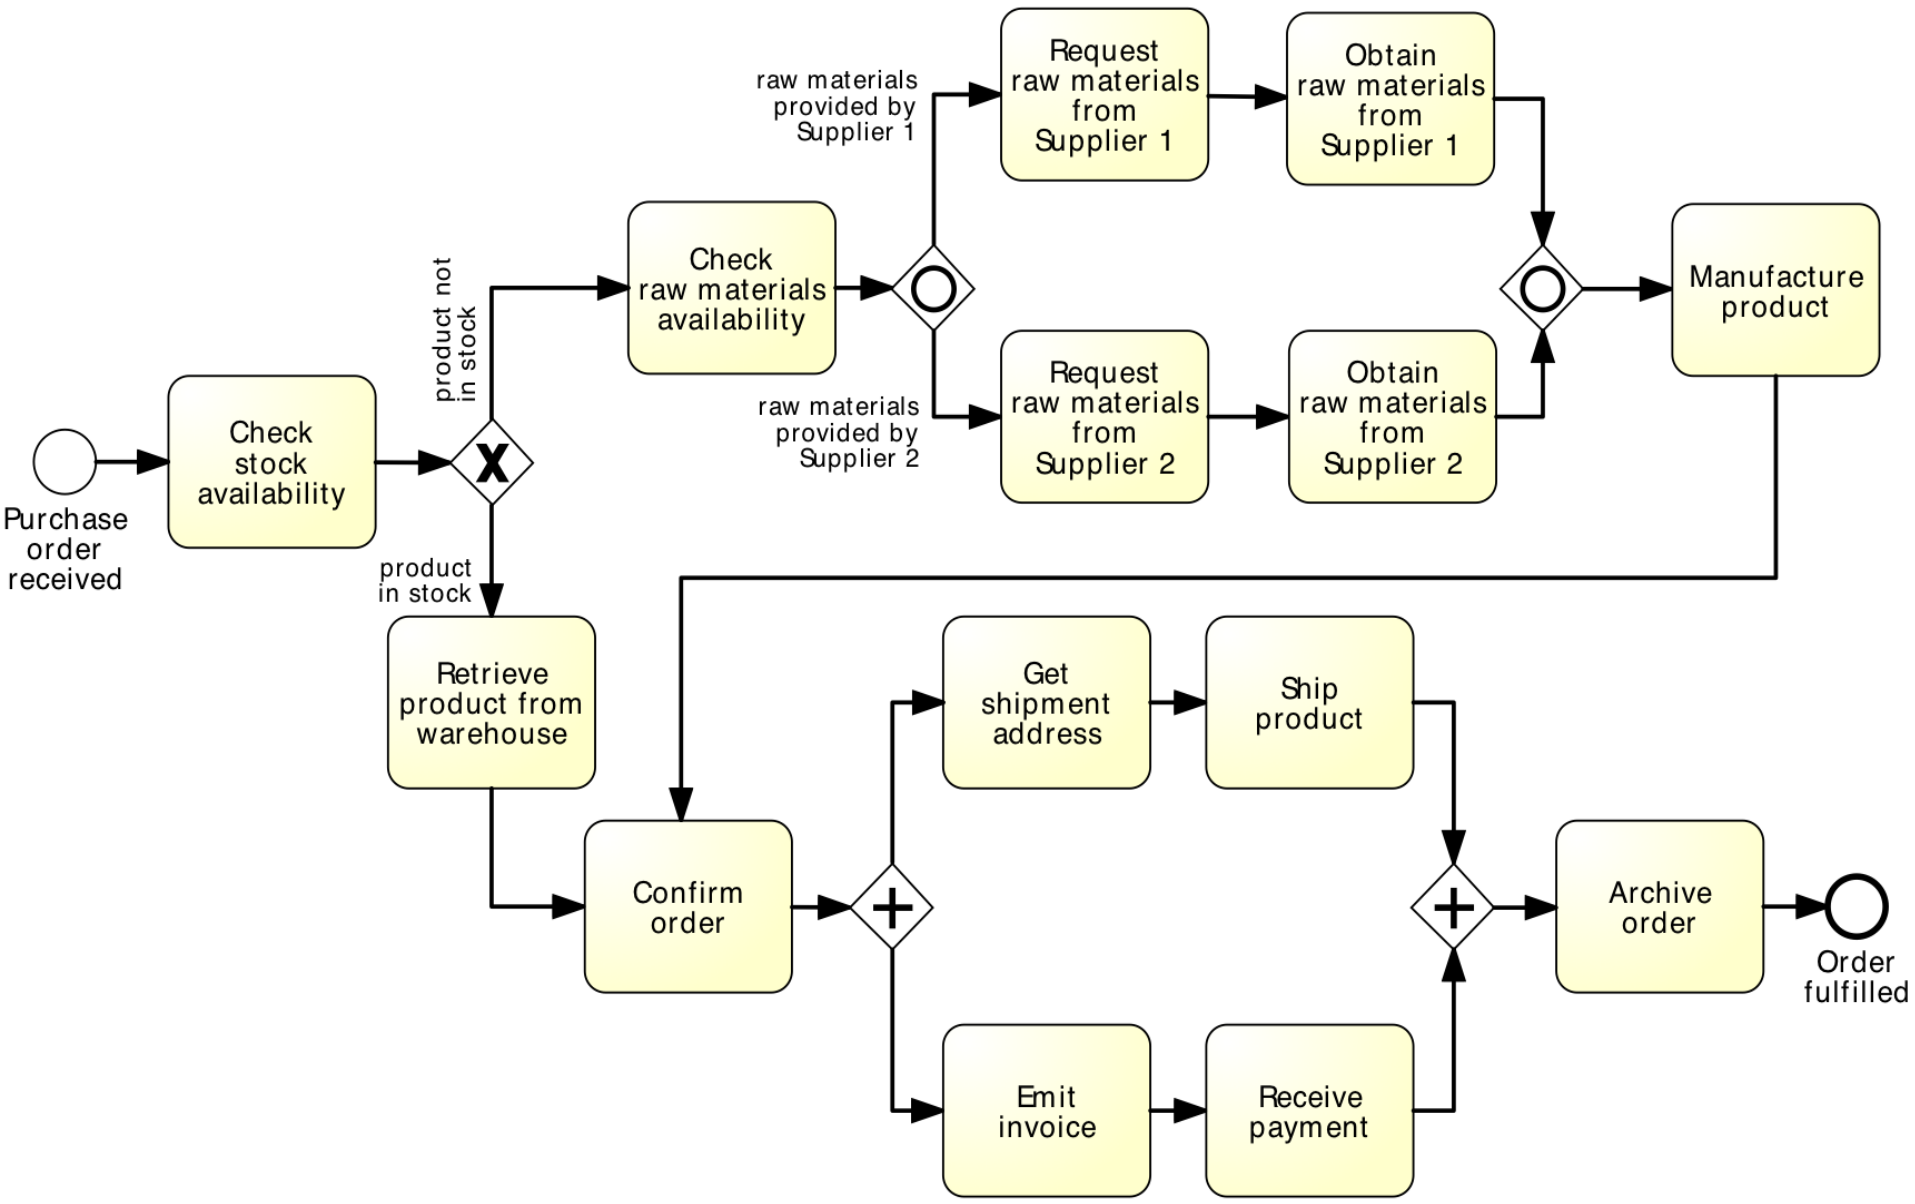 Purchase
order
received
Check
stock
availability
product not
in stock
product
in stock
Check
raw materials
availability
raw materials
provided by
Supplier 1
Request
raw materials
from
Supplier 1
Obtain
raw materials
from
Supplier 1
raw materials
provided by
Supplier 2
Request
raw materials
from
Supplier 2
Obtain
raw materials
from
Supplier 2
Manufacture
product
Retrieve
product from
warehouse
Confirm
order
Get
shipment
address
Ship
product
Emit
invoice
Receive
payment
Archive
order
Order
fulfilled